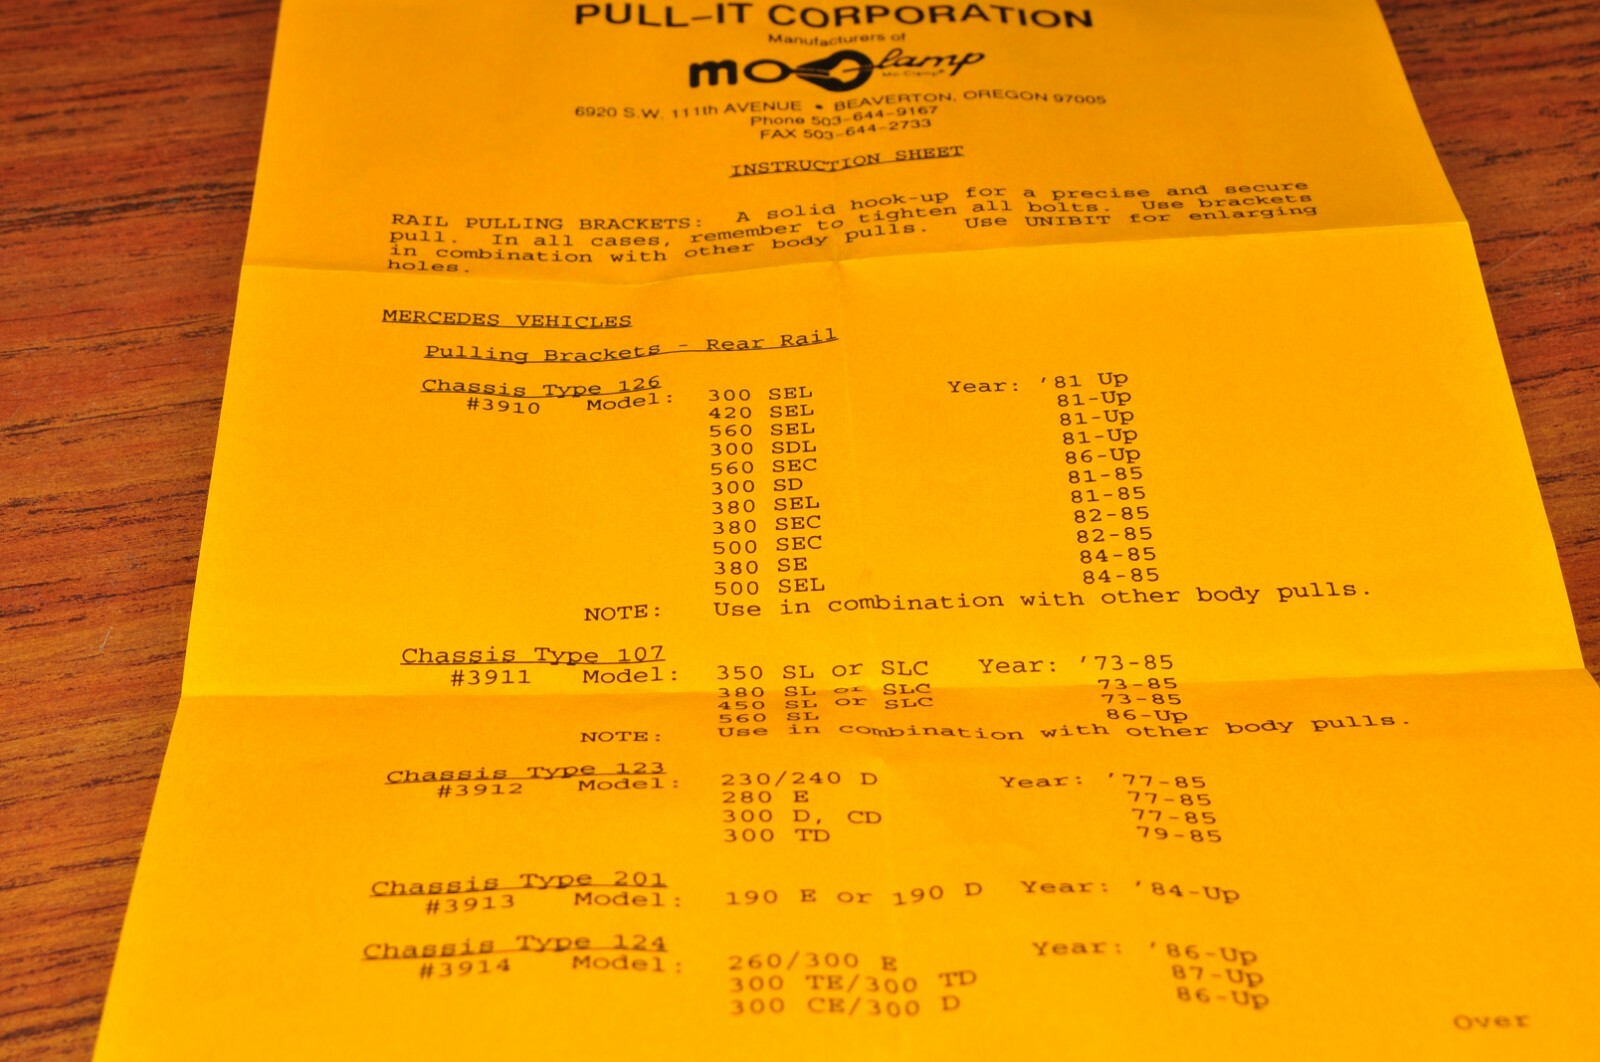 PULL-IT CORPORATION
Manufacturers of
mo clamp
Mo-Clamp®
6920 S.W. 111th AVENUE • BEAVERTON, OREGON 97005
Phone 503-644-9167
FAX 503-644-2733
INSTRUCTION SHEET
RAIL PULLING BRACKETS: A solid hook-up for a precise and secure
pull. In all cases, remember to tighten all bolts. Use brackets
in combination with other body pulls. Use UNIBIT for enlarging
holes.
MERCEDES VEHICLES
Pulling Brackets - Rear Rail
Chassis Type 126
#3910 Model: 300 SEL Year: '81 Up
420 SEL 81-Up
560 SEL 81-Up
300 SDL 81-Up
560 SEC 86-Up
300 SD 81-85
380 SEL 81-85
380 SEC 82-85
500 SEC 82-85
380 SE 84-85
500 SEL 84-85
NOTE: Use in combination with other body pulls.
Chassis Type 107
#3911 Model: 350 SL or SLC Year: '73-85
380 SL or SLC 73-85
450 SL or SLC 73-85
560 SL 86-Up
NOTE: Use in combination with other body pulls.
Chassis Type 123
#3912 Model: 230/240 D Year: '77-85
280 E 77-85
300 D, CD 77-85
300 TD 79-85
Chassis Type 201
#3913 Model: 190 E or 190 D Year: '84-Up
Chassis Type 124
#3914 Model: 260/300 E Year: '86-Up
300 TE/300 TD 87-Up
300 CE/300 D 86-Up
Over